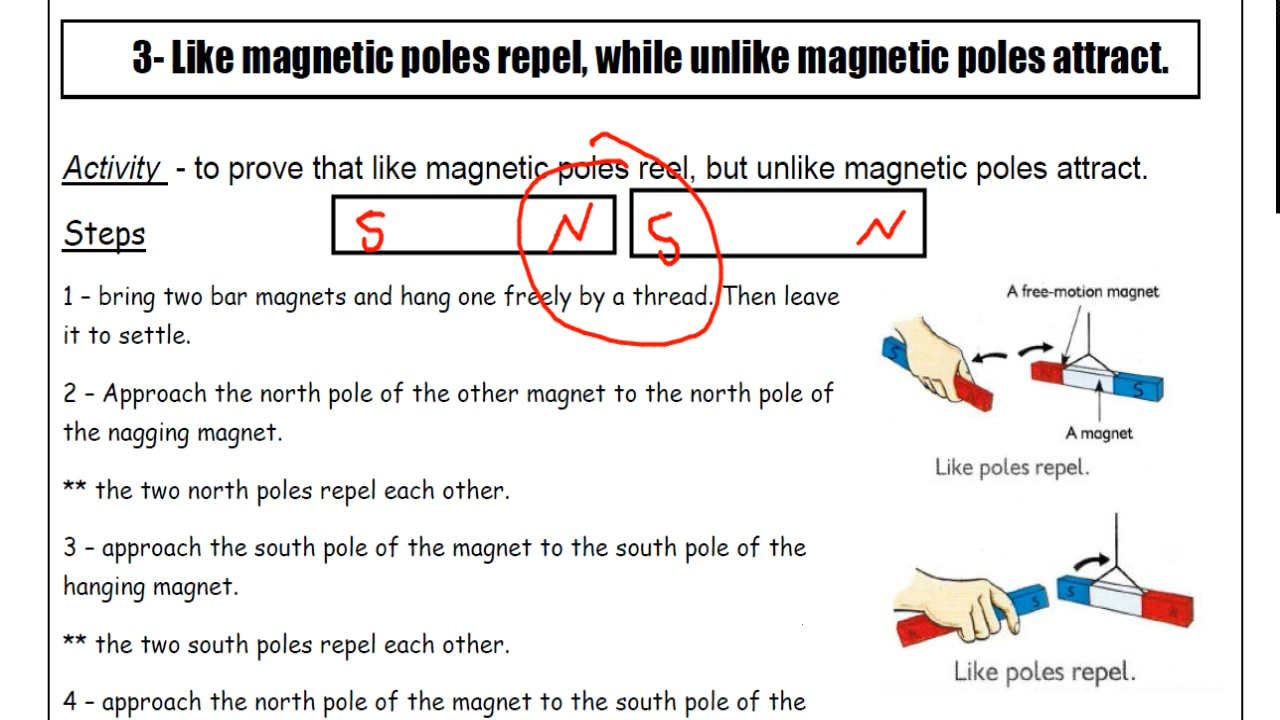 3- Like magnetic poles repel, while unlike magnetic poles attract.
Activity - to prove that like magnetic poles reel, but unlike magnetic poles attract.
S N S N
Steps
1 – bring two bar magnets and hang one freely by a thread. Then leave
it to settle.
2 – Approach the north pole of the other magnet to the north pole of
the nagging magnet.
** the two north poles repel each other.
3 – approach the south pole of the magnet to the south pole of the
hanging magnet.
** the two south poles repel each other.
4 – approach the north pole of the magnet to the south pole of the
A free-motion magnet
S
N
N
S
A magnet
Like poles repel.
S
S
N
N
Like poles repel.